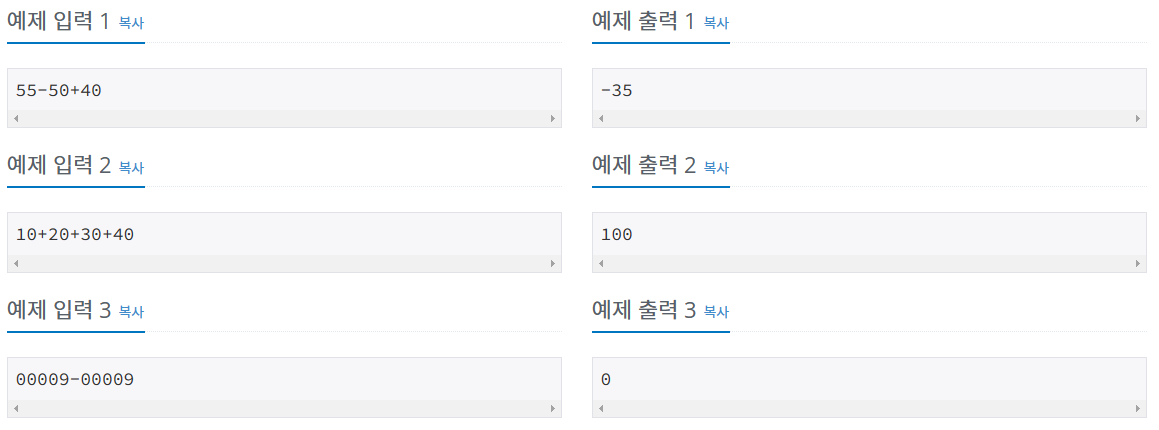 예제 입력 1 복사
예제 출력 1 복사
55-50+40
-35
예제 입력 2 복사
예제 출력 2 복사
10+20+30+40
100
예제 입력 3 복사
예제 출력 3 복사
00009-00009
0